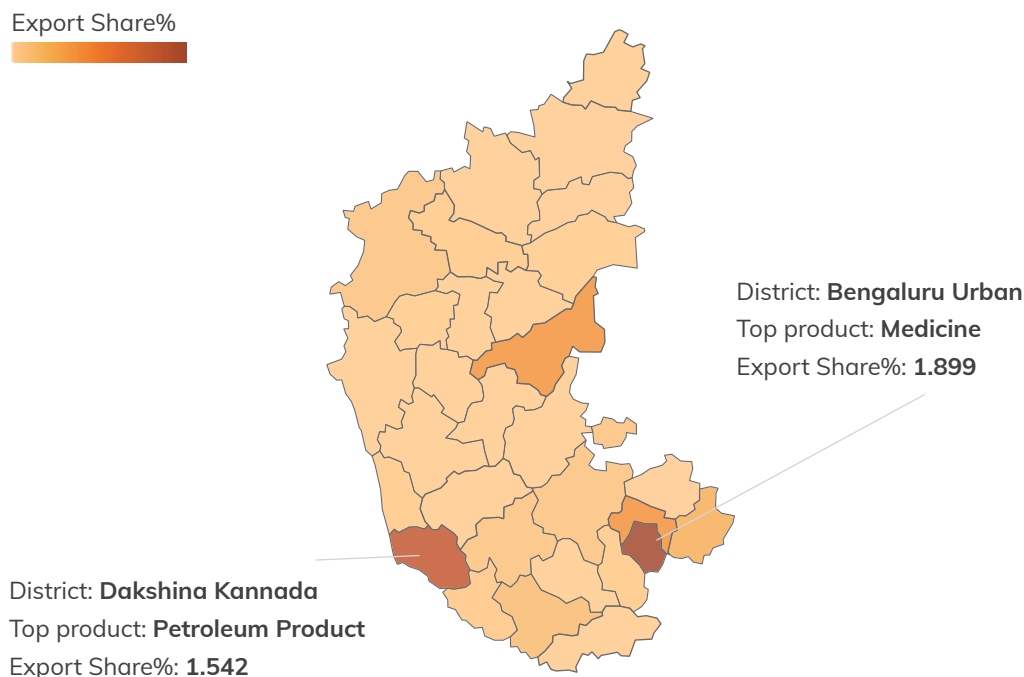 Export Share%
District: Bengaluru Urban
Top product: Medicine
Export Share%: 1.899
District: Dakshina Kannada
Top product: Petroleum Product
Export Share%: 1.542